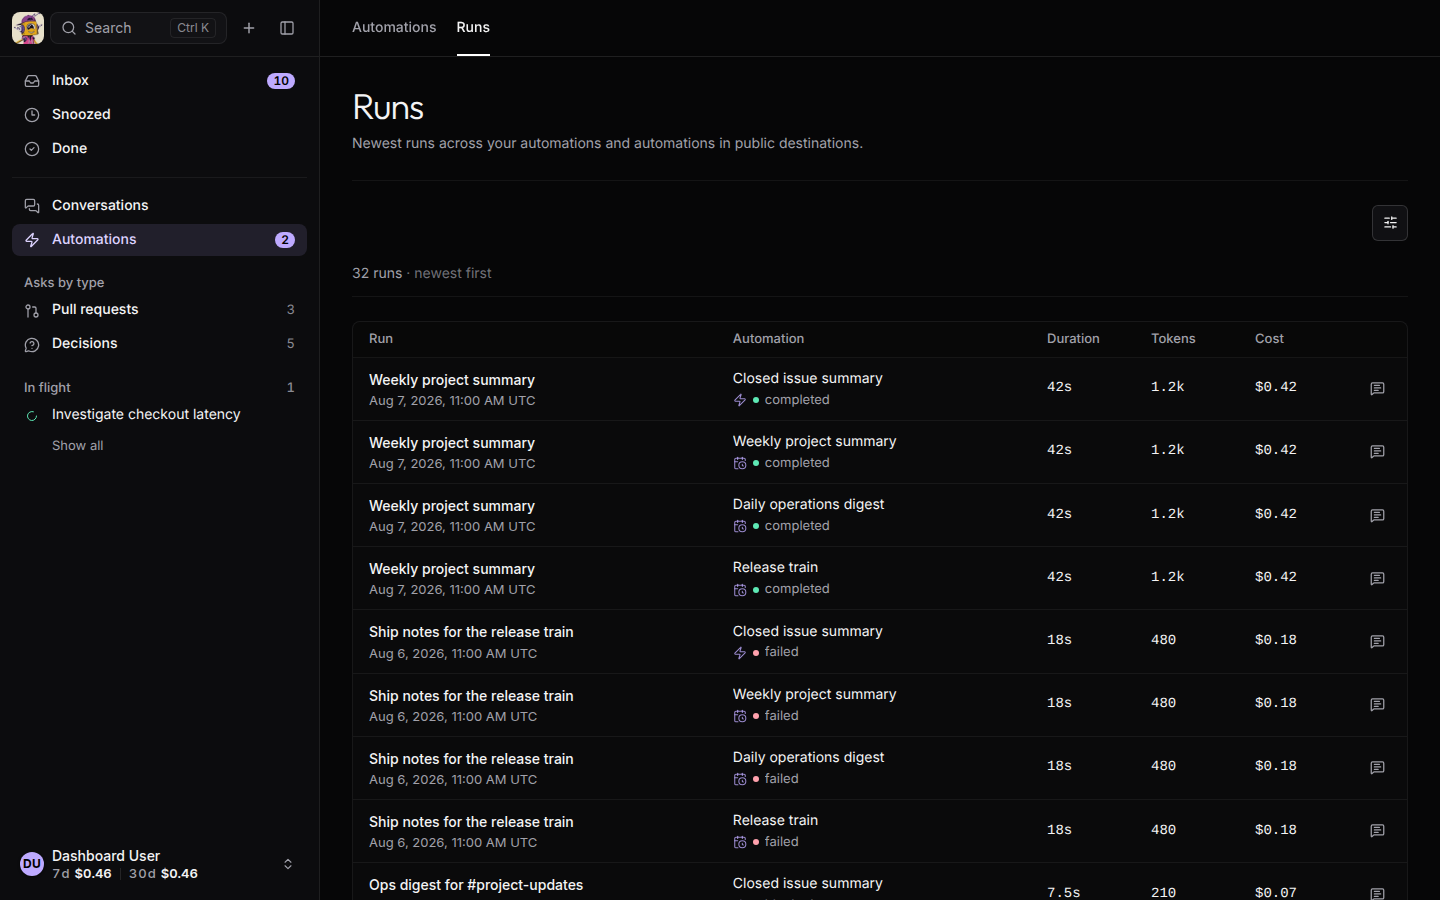 Search Ctrl K
Inbox 10
Snoozed
Done
Conversations
Automations 2
Asks by type
Pull requests 3
Decisions 5
In flight 1
Investigate checkout latency
Show all
DU Dashboard User
7d $0.46 30d $0.46
Automations Runs
Runs
Newest runs across your automations and automations in public destinations.
32 runs · newest first
Run Automation Duration Tokens Cost
Weekly project summary Closed issue summary 42s 1.2k $0.42
Aug 7, 2026, 11:00 AM UTC completed
Weekly project summary Weekly project summary 42s 1.2k $0.42
Aug 7, 2026, 11:00 AM UTC completed
Weekly project summary Daily operations digest 42s 1.2k $0.42
Aug 7, 2026, 11:00 AM UTC completed
Weekly project summary Release train 42s 1.2k $0.42
Aug 7, 2026, 11:00 AM UTC completed
Ship notes for the release train Closed issue summary 18s 480 $0.18
Aug 6, 2026, 11:00 AM UTC failed
Ship notes for the release train Weekly project summary 18s 480 $0.18
Aug 6, 2026, 11:00 AM UTC failed
Ship notes for the release train Daily operations digest 18s 480 $0.18
Aug 6, 2026, 11:00 AM UTC failed
Ship notes for the release train Release train 18s 480 $0.18
Aug 6, 2026, 11:00 AM UTC failed
Ops digest for #project-updates Closed issue summary 7.5s 210 $0.07